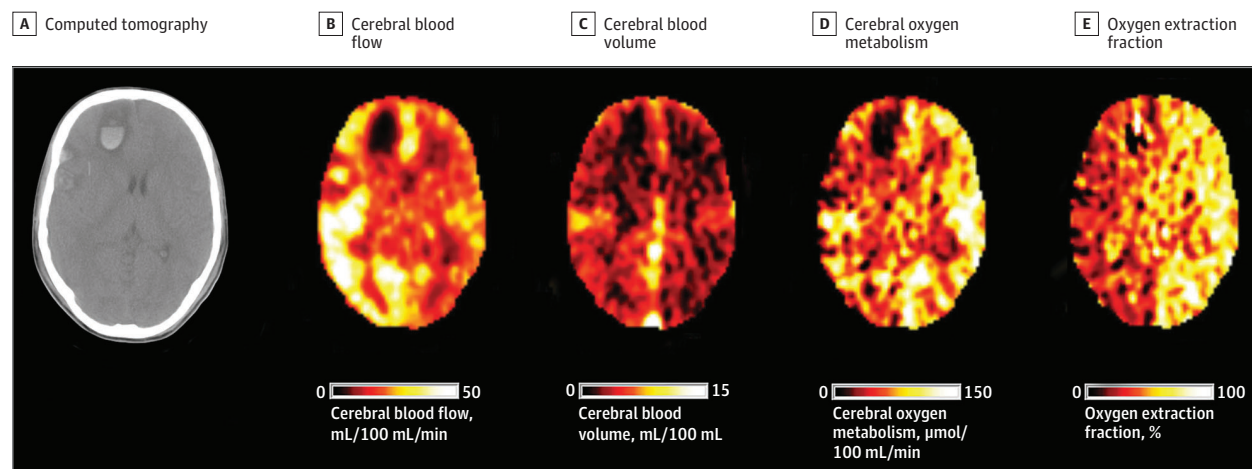 A Computed tomography
B Cerebral blood
flow
C Cerebral blood
volume
D Cerebral oxygen
metabolism
E Oxygen extraction
fraction
0 50
Cerebral blood flow,
mL/100 mL/min
0 15
Cerebral blood
volume, mL/100 mL
0 150
Cerebral oxygen
metabolism, µmol/
100 mL/min
0 100
Oxygen extraction
fraction, %